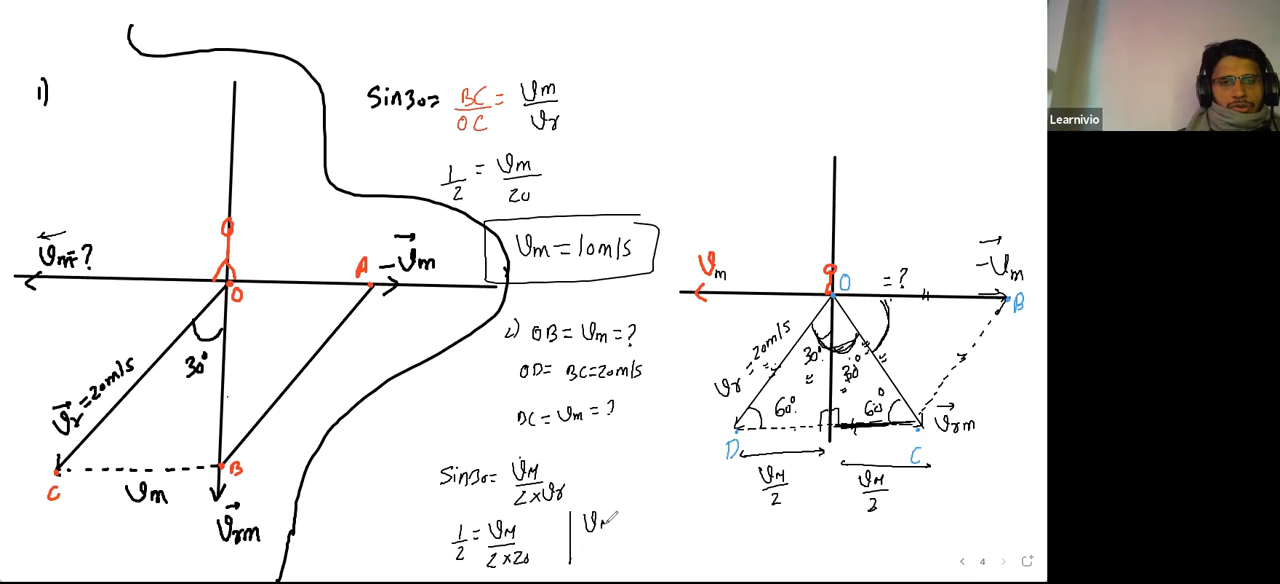 1)
Sin30= BC/OC = vm/vr
1/2 = vm/20
vm = 10m/s
vm=?
-vm
A
O
30°
vr=20m/s
C
vm
B
vrm
2) OB = vm = ?
OD= BC=20m/s
DC = vm = ?
Sin30= vM/2×vr
1/2 = vM/2×20
vM
vm
O
=?
-vm
B
vr=20m/s
30°
30°
60°
60°
vrm
D
C
vM/2
vM/2
Learnivio
4